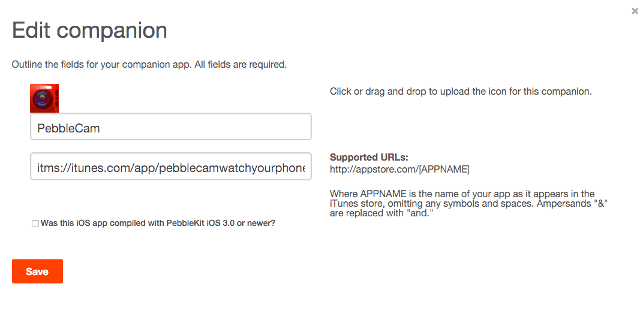 ×
Edit companion
Outline the fields for your companion app. All fields are required.
Click or drag and drop to upload the icon for this companion.
PebbleCam
itms://itunes.com/app/pebblecamwatchyourphone
Supported URLs:
http://appstore.com/[APPNAME]
Where APPNAME is the name of your app as it appears in the
iTunes store, omitting any symbols and spaces. Ampersands "&"
are replaced with "and."
Was this iOS app compiled with PebbleKit iOS 3.0 or newer?
Save